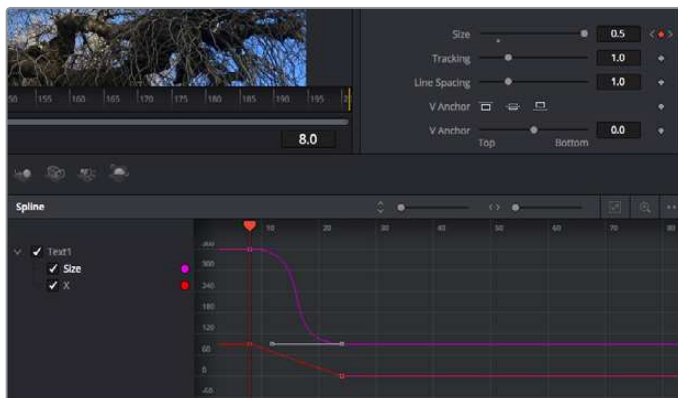 Size 0.5
Tracking 1.0
Line Spacing 1.0
V Anchor
V Anchor 0.0
Top Bottom
155 160 165 170 175 180 185 190 195
8.0
Spline
10 20 30 40 50 60 70 80
Text1
Size
X
300
240
180
120
60
0
-60